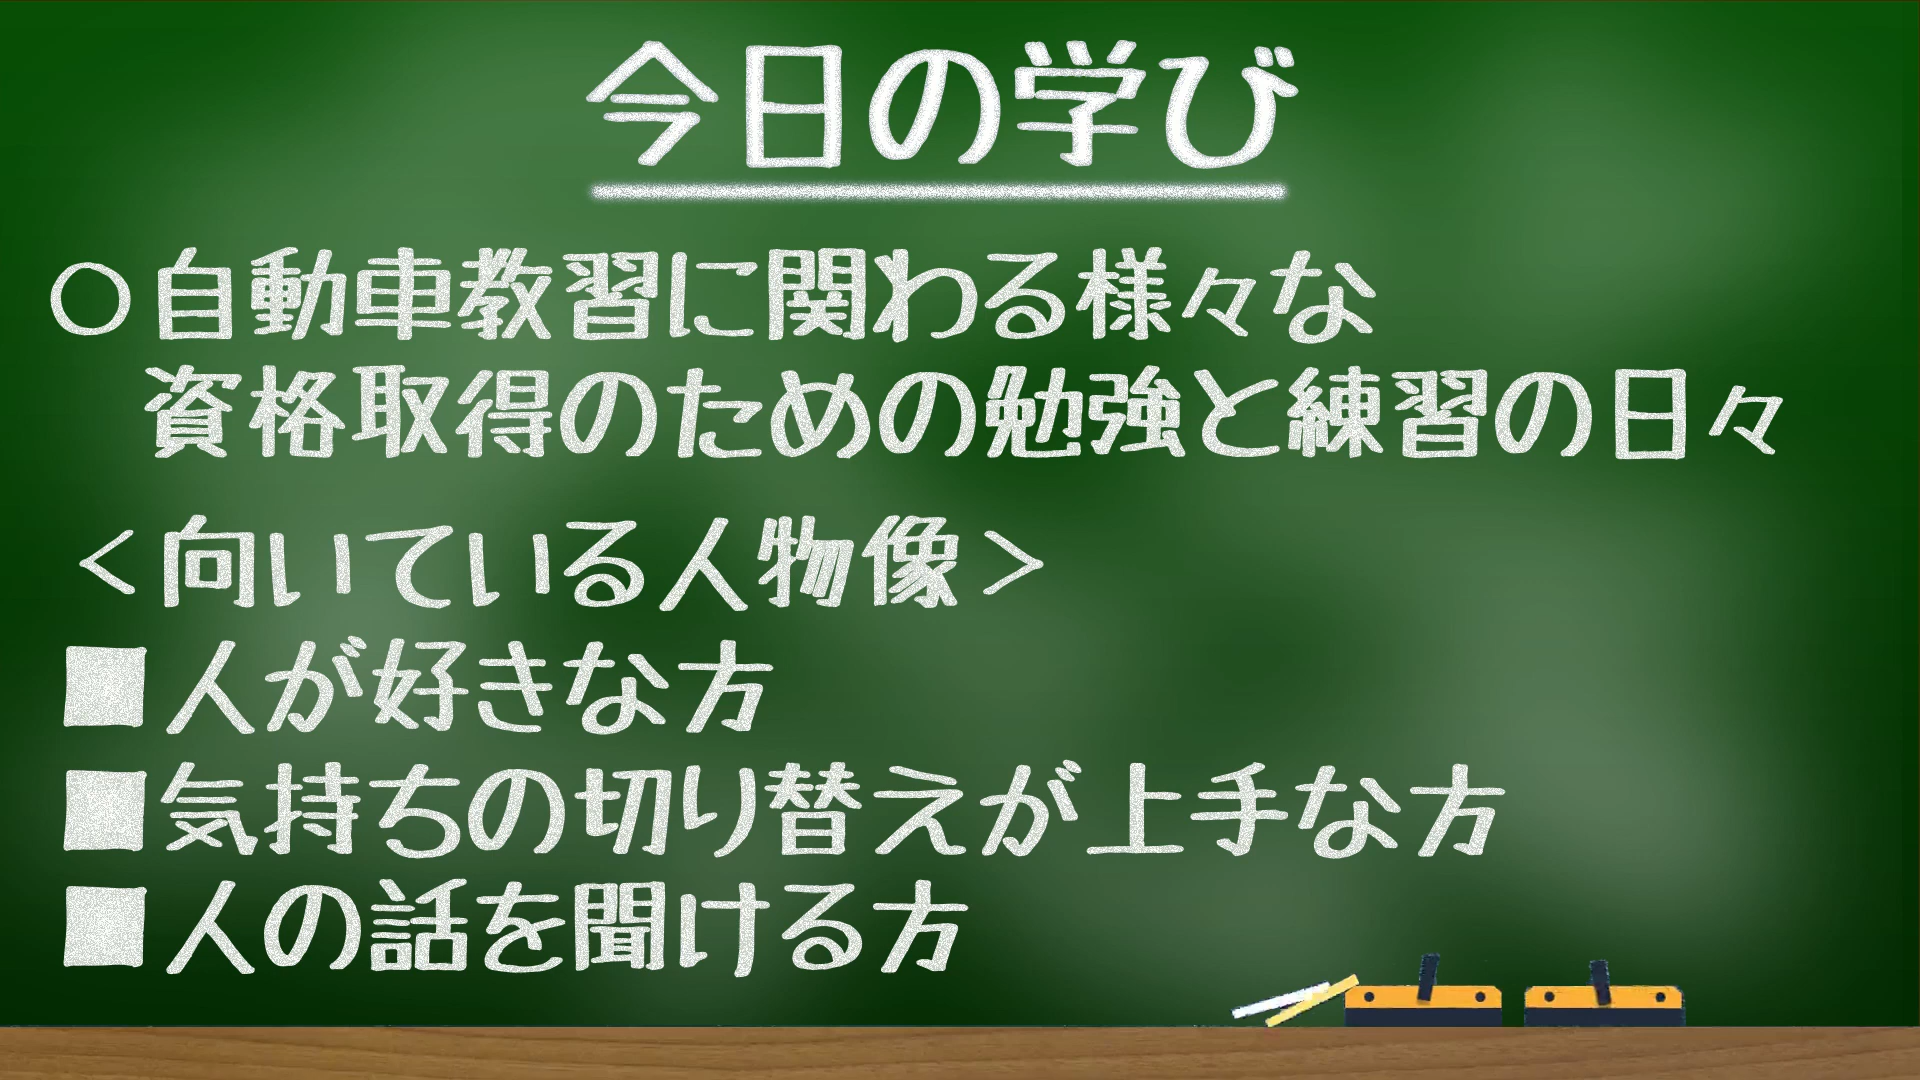 今日の学び
○自動車教習に関わる様々な
資格取得のための勉強と練習の日々
＜向いている人物像＞
■人が好きな方
■気持ちの切り替えが上手な方
■人の話を聞ける方